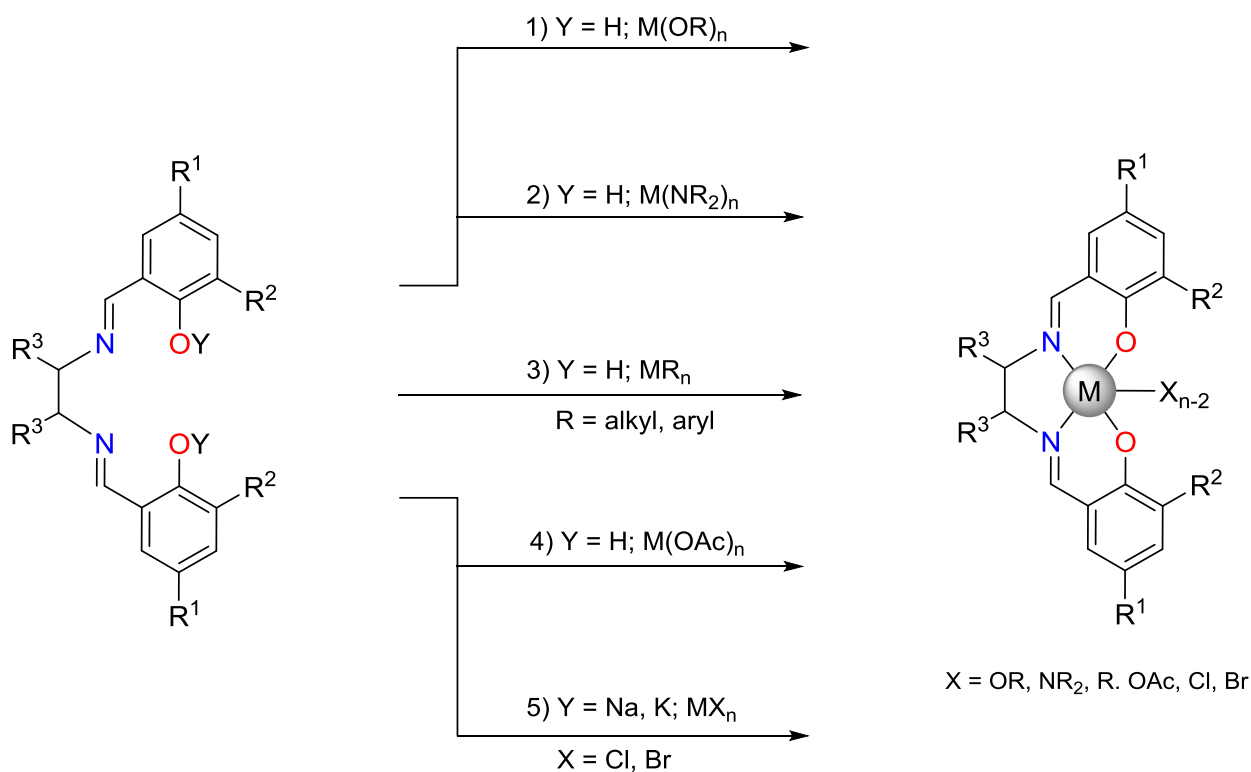 1) Y = H; M(OR)n
2) Y = H; M(NR2)n
3) Y = H; MRn
R = alkyl, aryl
4) Y = H; M(OAc)n
5) Y = Na, K; MXn
X = Cl, Br
R1
R2
N
OY
R3
R3
N
OY
R2
R1
R1
R2
R3
N
O
M
Xn-2
R3
N
O
R2
R1
X = OR, NR2, R. OAc, Cl, Br